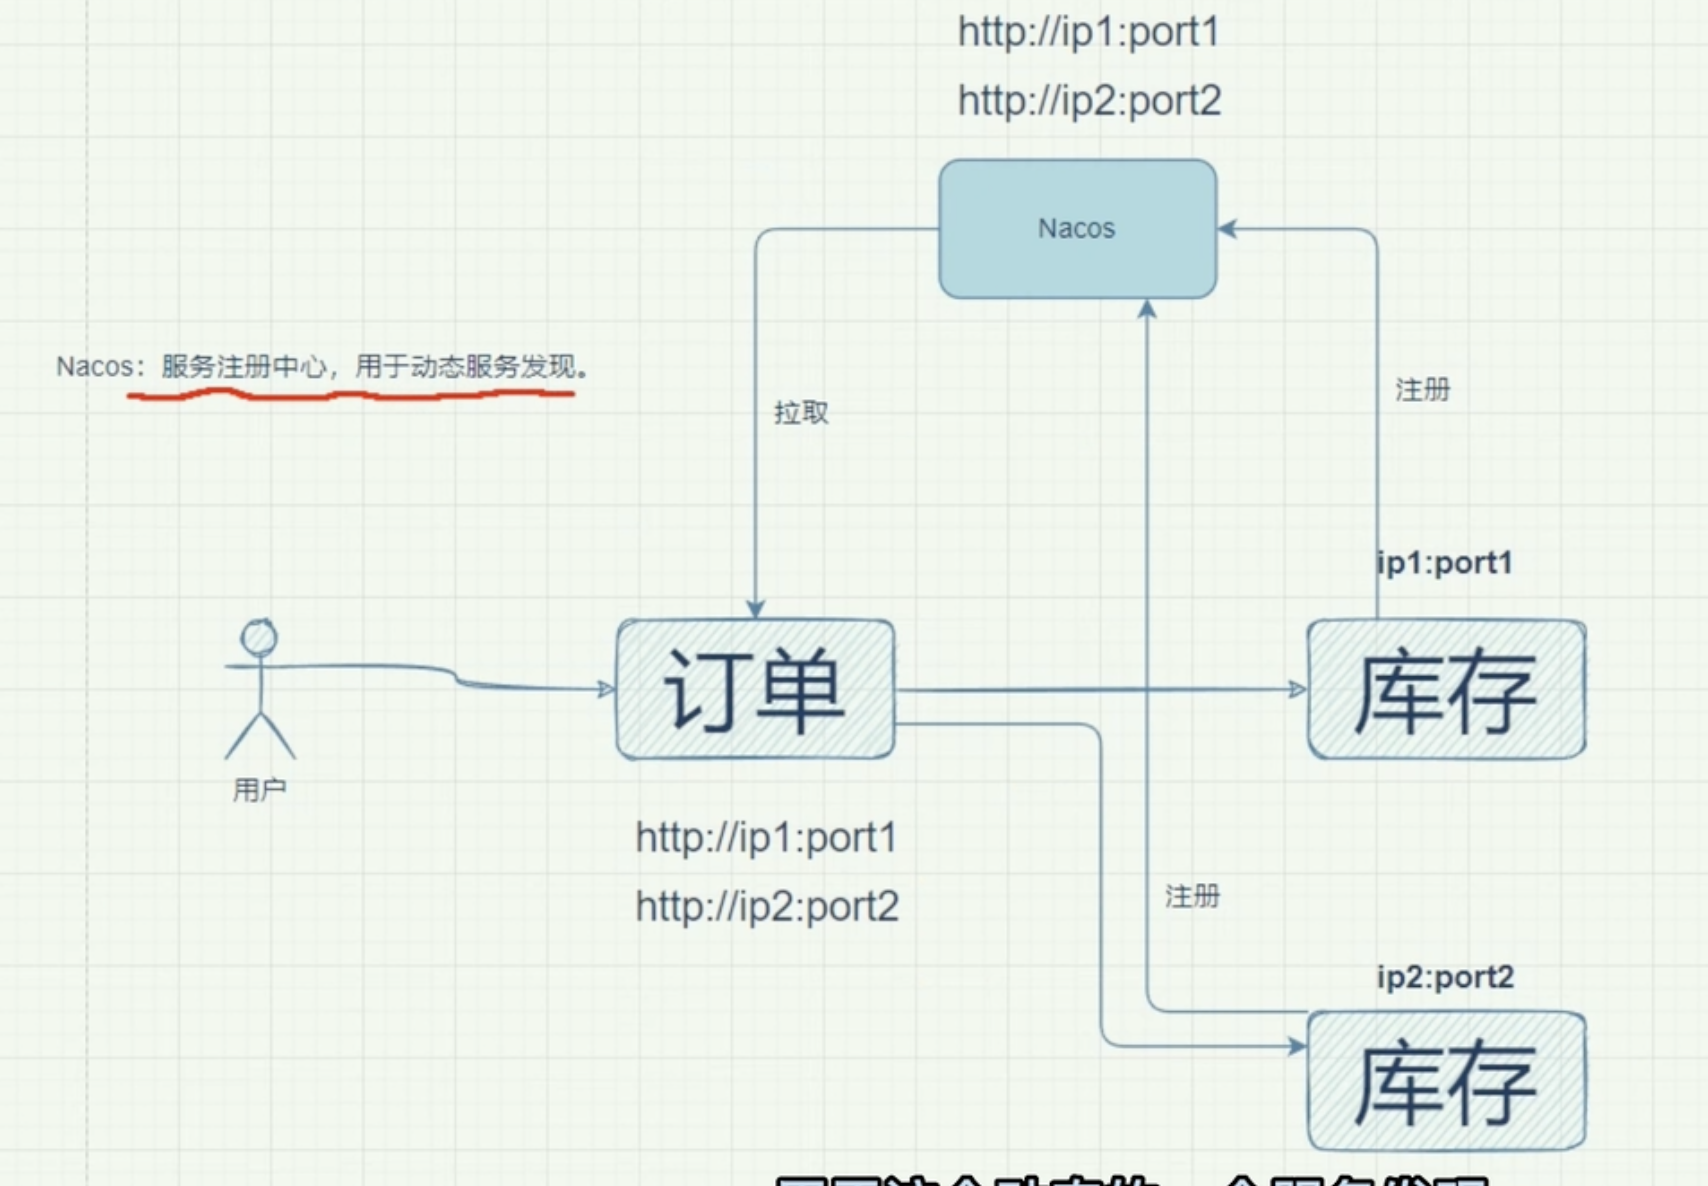 http://ip1:port1
http://ip2:port2
Nacos
Nacos：服务注册中心，用于动态服务发现。
拉取
注册
ip1:port1
订单
库存
用户
http://ip1:port1
http://ip2:port2
注册
ip2:port2
库存